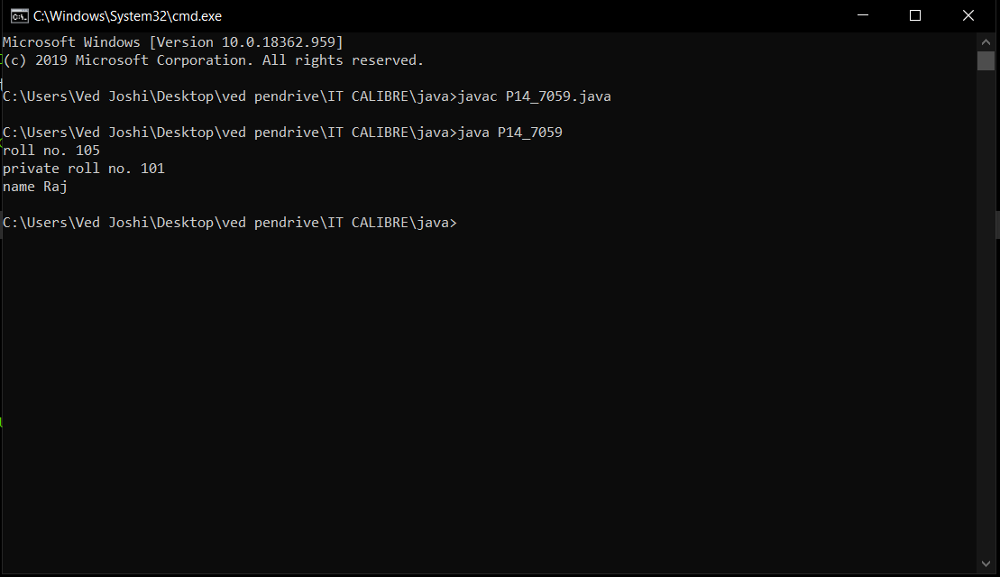 C:\Windows\System32\cmd.exe
Microsoft Windows [Version 10.0.18362.959]
(c) 2019 Microsoft Corporation. All rights reserved.
C:\Users\Ved Joshi\Desktop\ved pendrive\IT CALIBRE\java>javac P14_7059.java
C:\Users\Ved Joshi\Desktop\ved pendrive\IT CALIBRE\java>java P14_7059
roll no. 105
private roll no. 101
name Raj
C:\Users\Ved Joshi\Desktop\ved pendrive\IT CALIBRE\java>